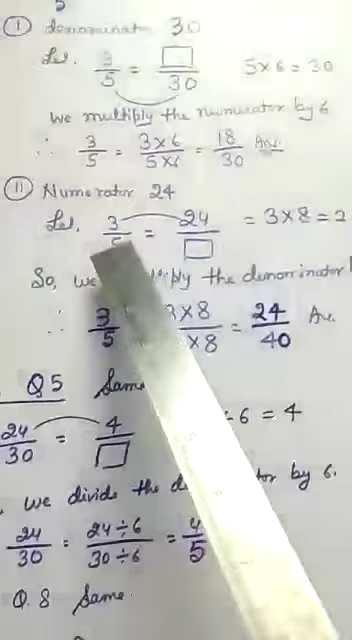 5
(I) denominator 30
Let. 3/5 = □/30 5 × 6 = 30
We multiply the numerator by 6
∴ 3/5 = 3×6/5×6 = 18/30 Ans.
(II) Numerator 24
Let. 3/5 = 24/□ = 3 × 8 = 2
So, we the denominator
∴ 3/5 3×8/×8 = 24/40 Ans.
Q 5 Same
24/30 = 4/□ ÷ 6 = 4
we divide the by 6.
24/30 = 24÷6/30÷6 = 4/5
Q. 8 Same.